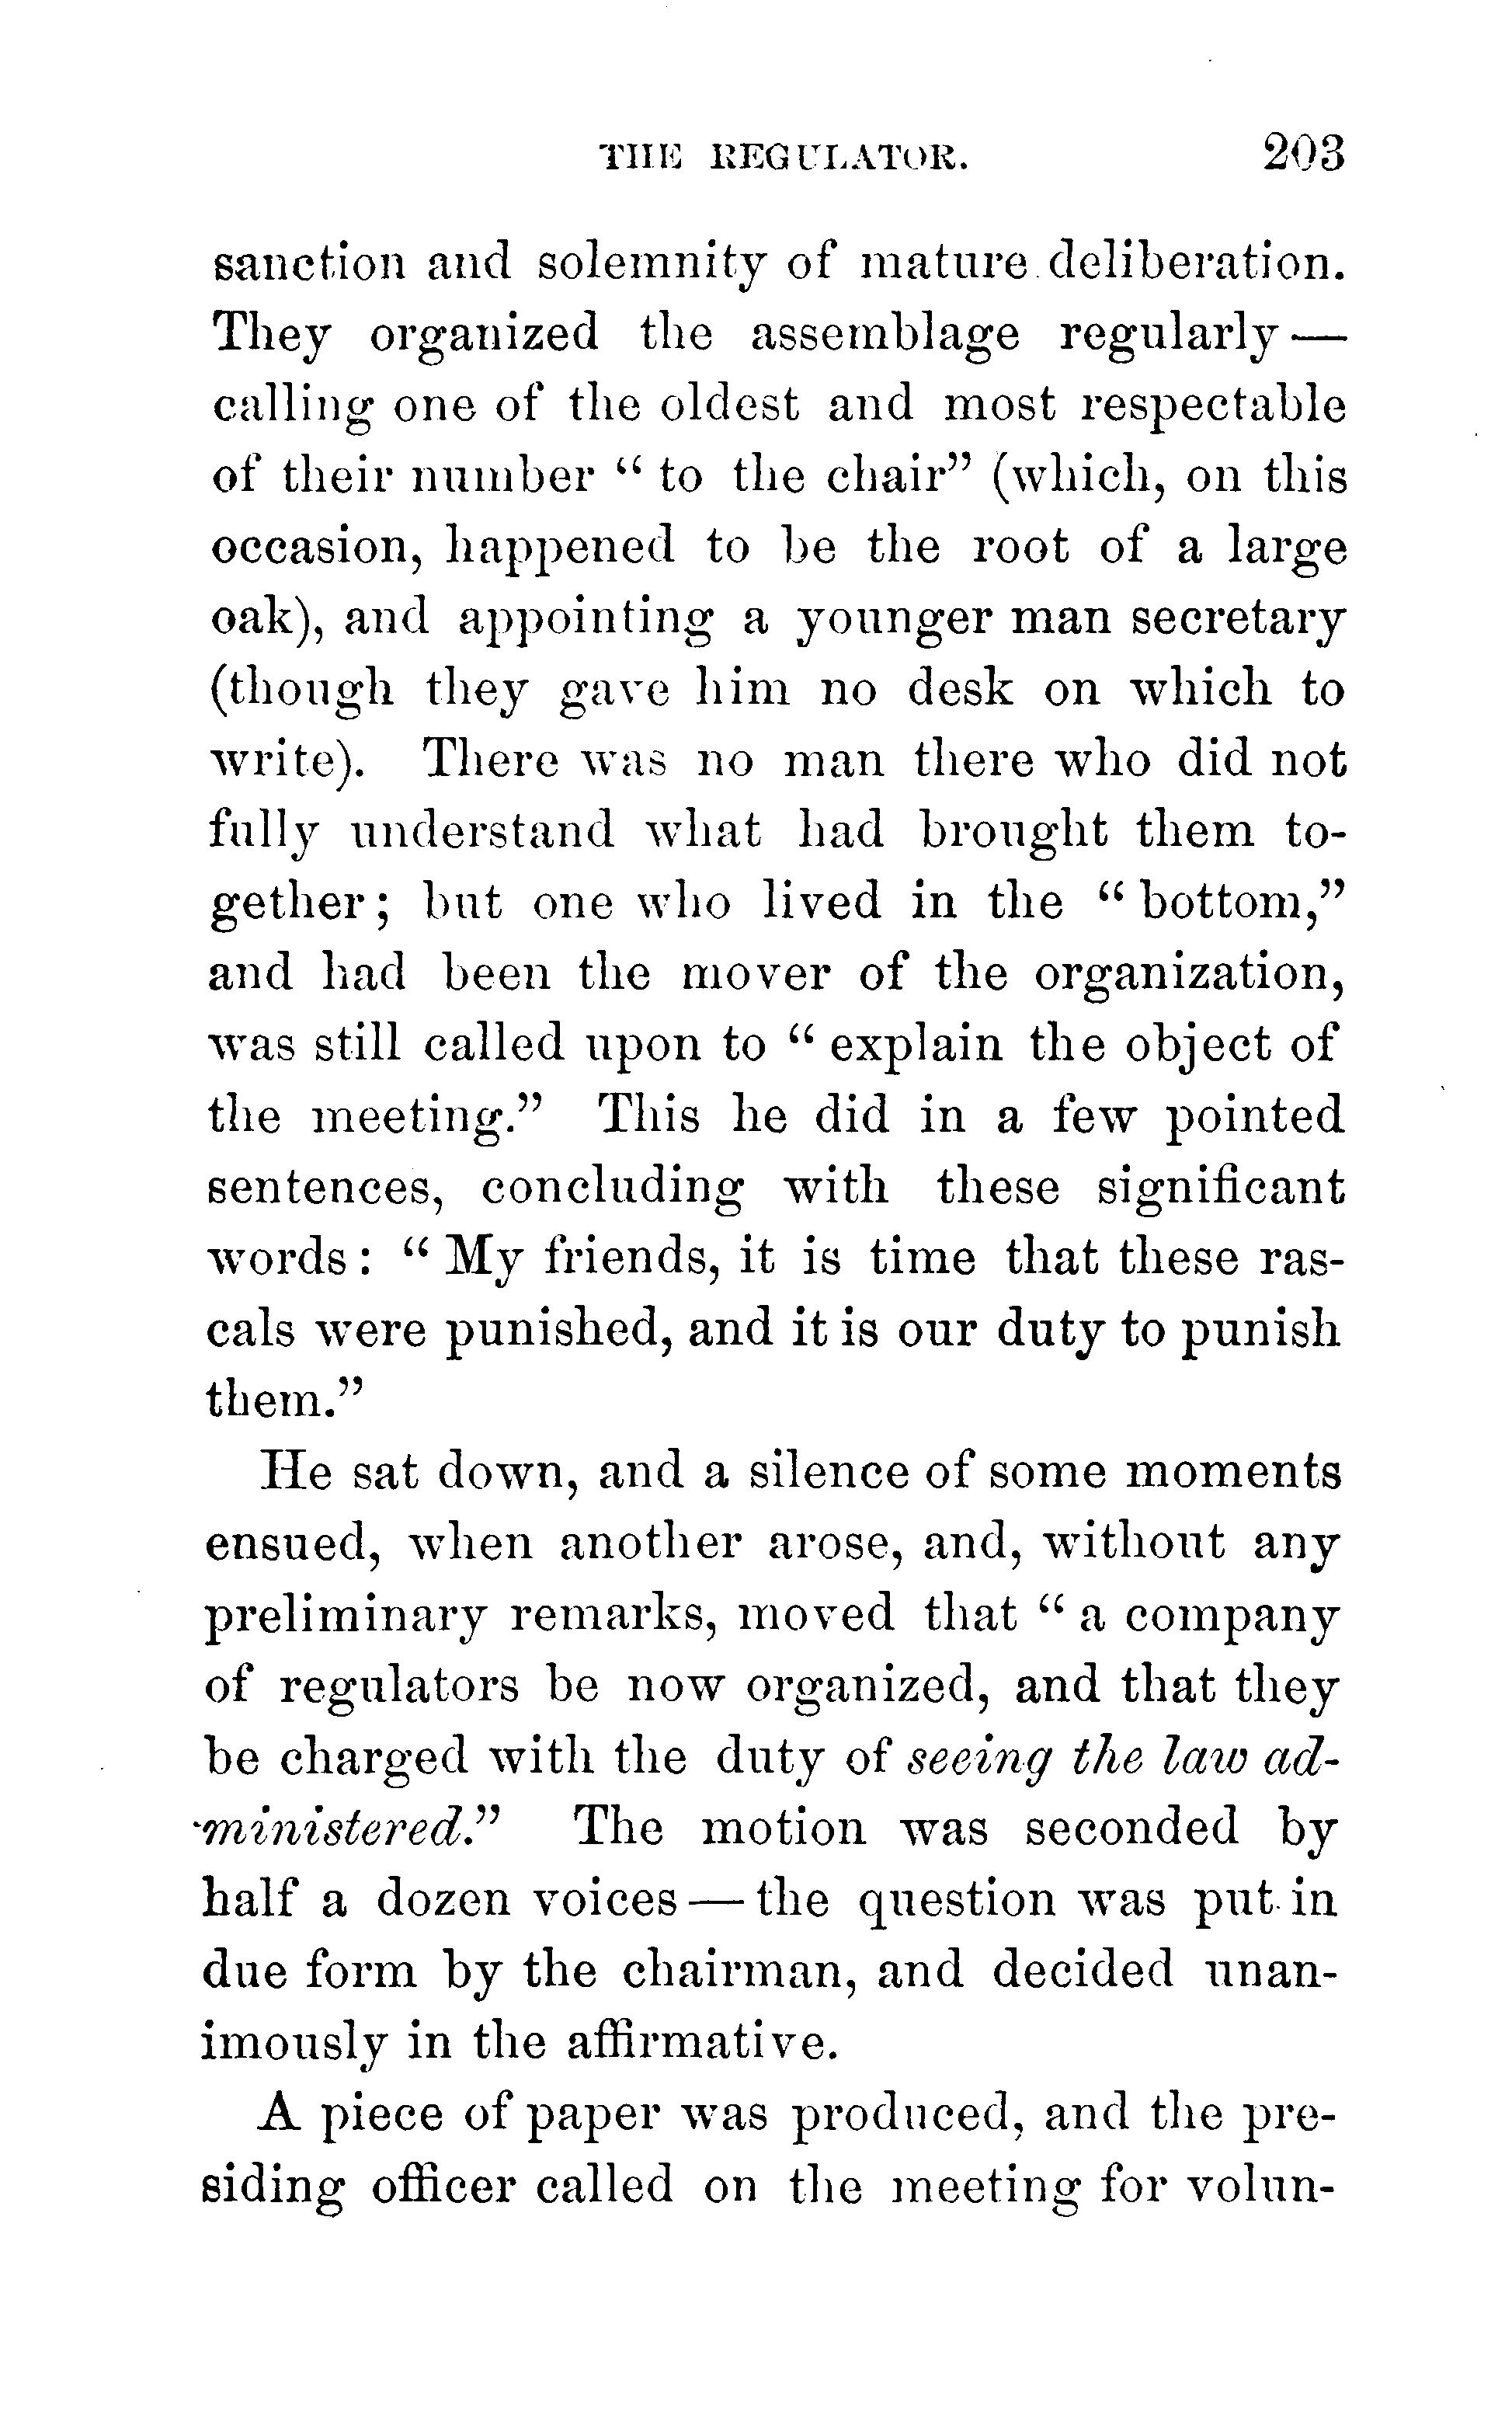 THE REGULATOR. 203
sanction and solemnity of mature deliberation.
They organized the assemblage regularly —
calling one of the oldest and most respectable
of their number “ to the chair” (which, on this
occasion, happened to be the root of a large
oak), and appointing a younger man secretary
(though they gave him no desk on which to
write). There was no man there who did not
fully understand what had brought them to-
gether; but one who lived in the “ bottom,”
and had been the mover of the organization,
was still called upon to “ explain the object of
the meeting.” This he did in a few pointed
sentences, concluding with these significant
words: “ My friends, it is time that these ras-
cals were punished, and it is our duty to punish
them.”
He sat down, and a silence of some moments
ensued, when another arose, and, without any
preliminary remarks, moved that “ a company
of regulators be now organized, and that they
be charged with the duty of seeing the law ad-
ministered.” The motion was seconded by
half a dozen voices — the question was put in
due form by the chairman, and decided unan-
imously in the affirmative.
A piece of paper was produced, and the pre-
siding officer called on the meeting for volun-